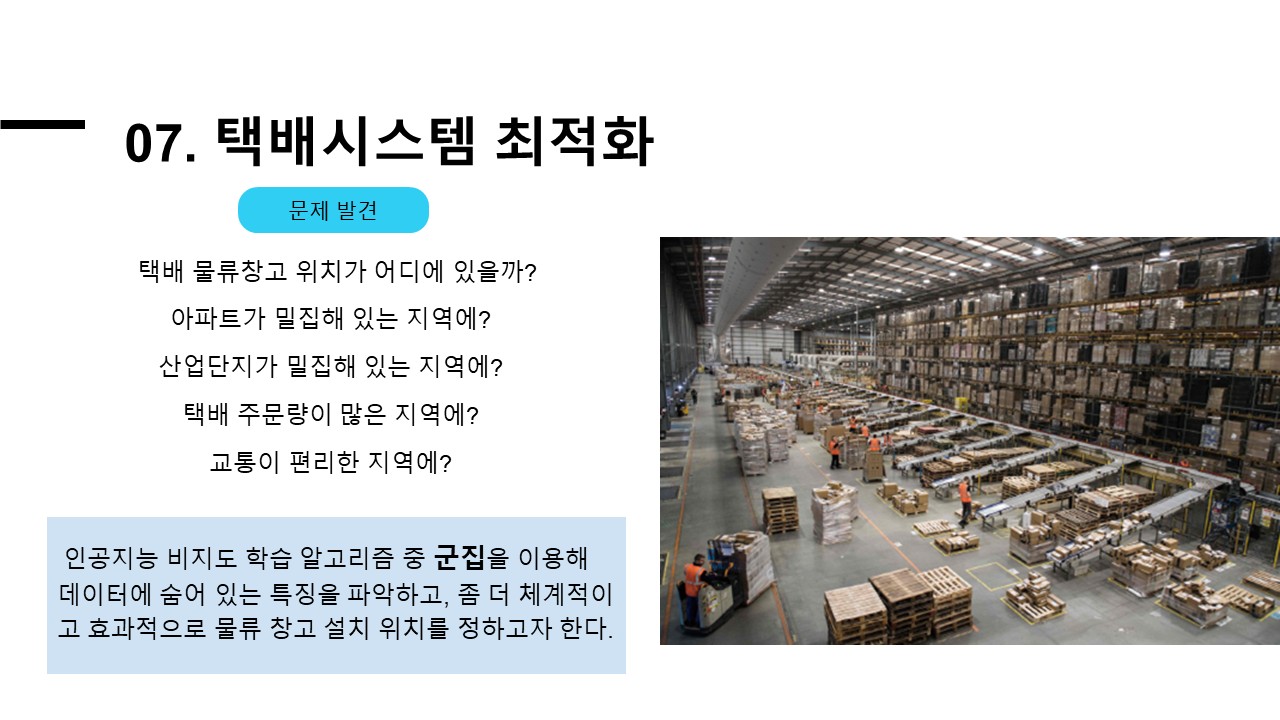 07. 택배시스템 최적화
문제 발견
택배 물류창고 위치가 어디에 있을까?
아파트가 밀집해 있는 지역에?
산업단지가 밀집해 있는 지역에?
택배 주문량이 많은 지역에?
교통이 편리한 지역에?
인공지능 비지도 학습 알고리즘 중 군집을 이용해
데이터에 숨어 있는 특징을 파악하고, 좀 더 체계적이
고 효과적으로 물류 창고 설치 위치를 정하고자 한다.